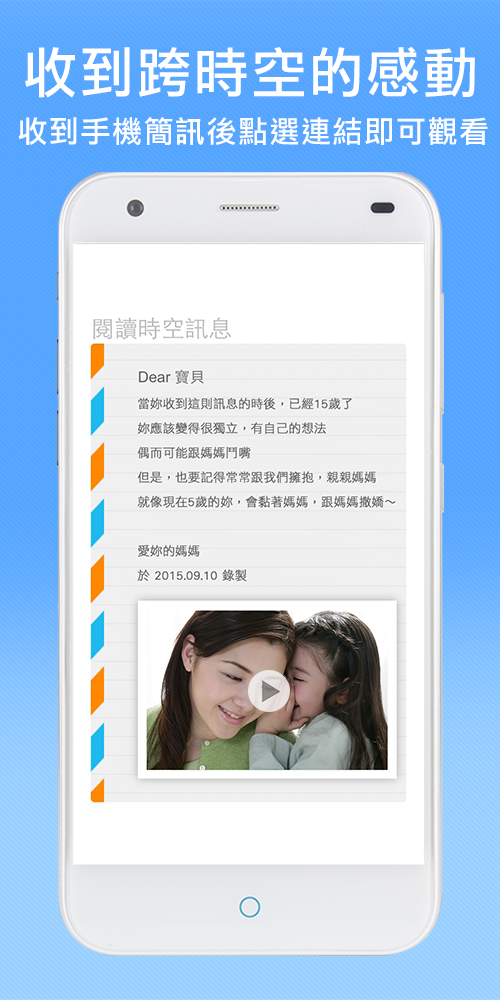 收到跨時空的感動
收到手機簡訊後點選連結即可觀看
閱讀時空訊息
Dear 寶貝
當妳收到這則訊息的時後，已經15歲了
妳應該變得很獨立，有自己的想法
偶而可能跟媽媽鬥嘴
但是，也要記得常常跟我們擁抱，親親媽媽
就像現在5歲的妳，會黏著媽媽，跟媽媽撒嬌～
愛妳的媽媽
於 2015.09.10 錄製